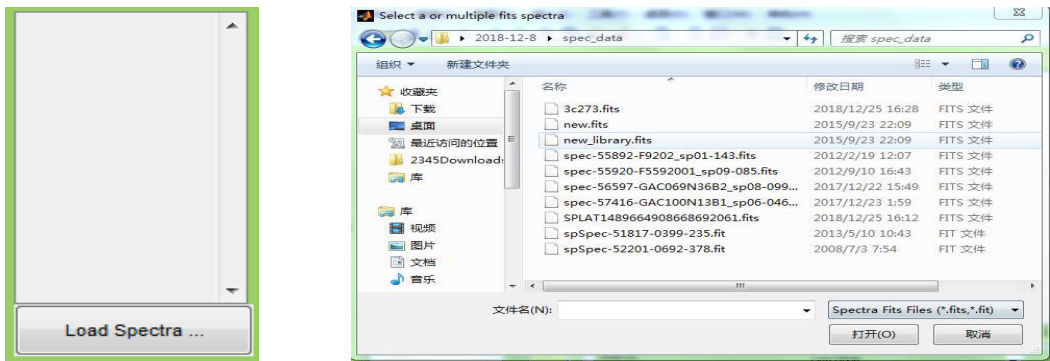 Load Spectra ...
Select a or multiple fits spectra
2018-12-8 spec_data
搜索 spec_data
组织 新建文件夹
收藏夹
下载
桌面
最近访问的位置
2345Download
库
库
视频
图片
文档
音乐
名称 修改日期 类型
3c273.fits 2018/12/25 16:28 FITS 文件
new.fits 2015/9/23 22:09 FITS 文件
new_library.fits 2015/9/23 22:09 FITS 文件
spec-55892-F9202_sp01-143.fits 2012/2/19 12:07 FITS 文件
spec-55920-F5592001_sp09-085.fits 2012/9/10 16:43 FITS 文件
spec-56597-GAC069N36B2_sp08-099... 2017/12/22 15:49 FITS 文件
spec-57416-GAC100N13B1_sp06-046... 2017/12/23 1:59 FITS 文件
SPLAT1489664908668692061.fits 2018/12/25 16:12 FITS 文件
spSpec-51817-0399-235.fit 2013/5/10 10:43 FIT 文件
spSpec-52201-0692-378.fit 2008/7/3 7:54 FIT 文件
文件名(N): Spectra Fits Files (*.fits,*.fit)
打开(O) 取消